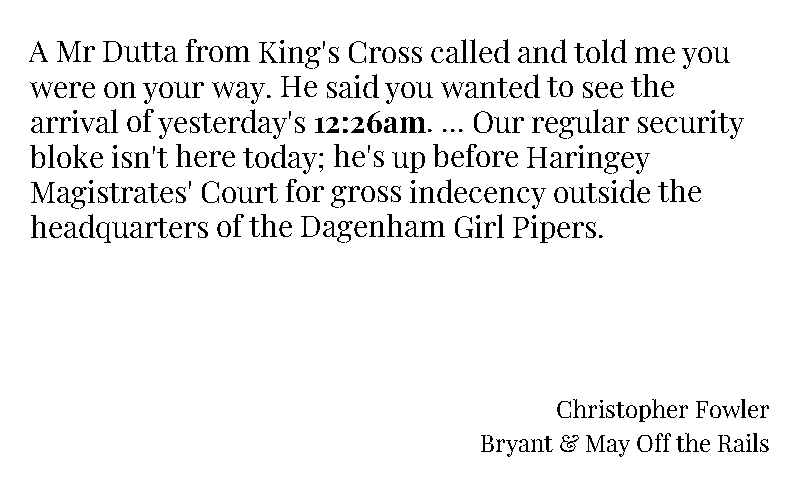 A Mr Dutta from King's Cross called and told me you
were on your way. He said you wanted to see the
arrival of yesterday's 12:26am. ... Our regular security
bloke isn't here today; he's up before Haringey
Magistrates' Court for gross indecency outside the
headquarters of the Dagenham Girl Pipers.
Christopher Fowler
Bryant & May Off the Rails